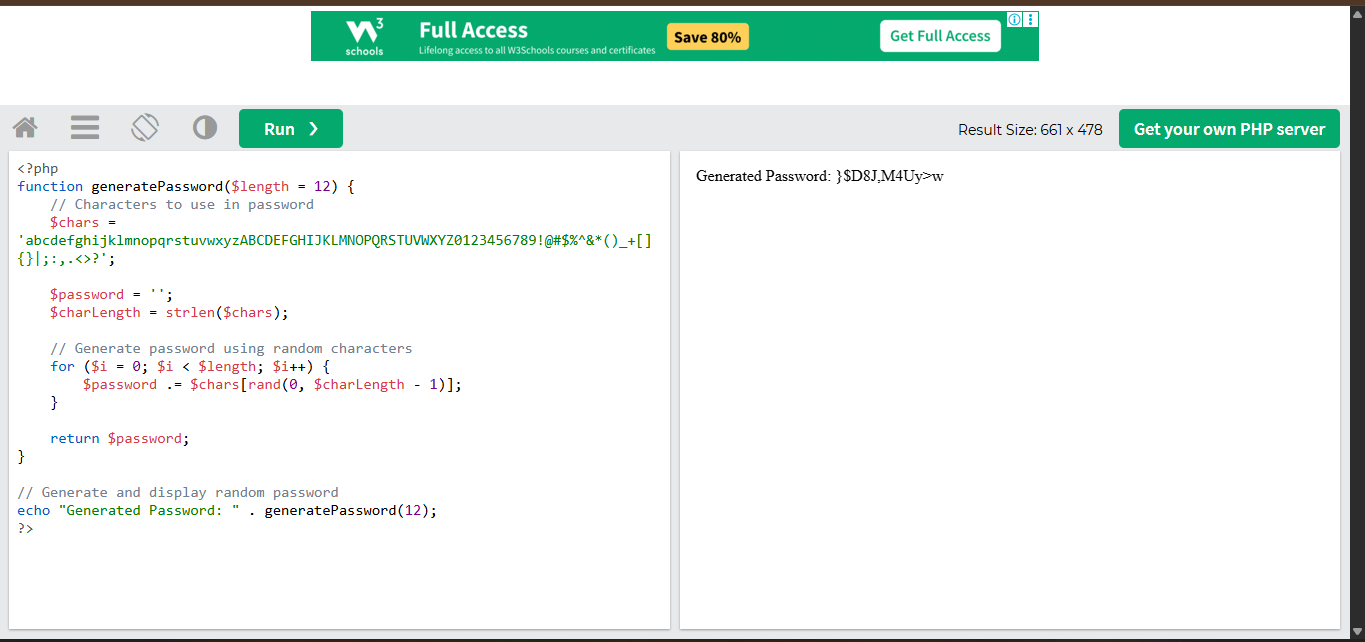 W3
schools
Full Access
Lifelong access to all W3Schools courses and certificates
Save 80%
Get Full Access
Run ❯
Result Size: 661 x 478
Get your own PHP server
<?php
function generatePassword($length = 12) {
    // Characters to use in password
    $chars =
'abcdefghijklmnopqrstuvwxyzABCDEFGHIJKLMNOPQRSTUVWXYZ0123456789!@#$%^&*()_+[]
{}|;:,.<>?';
    $password = '';
    $charLength = strlen($chars);
    // Generate password using random characters
    for ($i = 0; $i < $length; $i++) {
        $password .= $chars[rand(0, $charLength - 1)];
    }
    return $password;
}
// Generate and display random password
echo "Generated Password: " . generatePassword(12);
?>
Generated Password: }$D8J,M4Uy>w